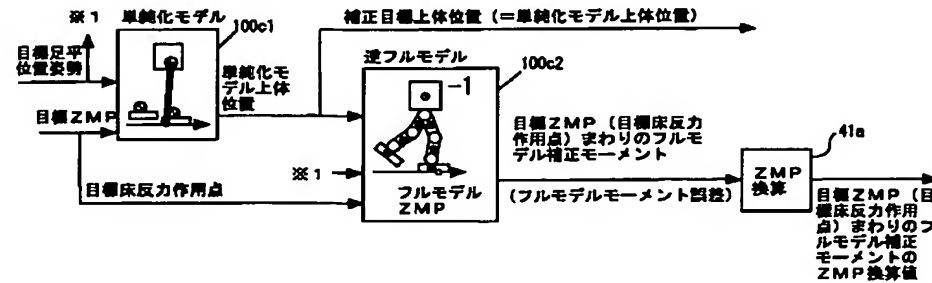 ※1
単純化モデル
100c1
補正目標上体位置（＝単純化モデル上体位置）
目標足平
位置姿勢
単純化モ
デル上体
位置
逆フルモデル
100c2
-1
目標ZMP
目標床反力作用点
※1
フルモデル
ZMP
目標ZMP（目標床反力
作用点）まわりのフルモ
デル補正モーメント
(フルモデルモーメント誤差)
41a
ZMP
換算
目標ZMP（目
標床反力作用
点）まわりのフ
ルモデル補正
モーメントの
ZMP換算値